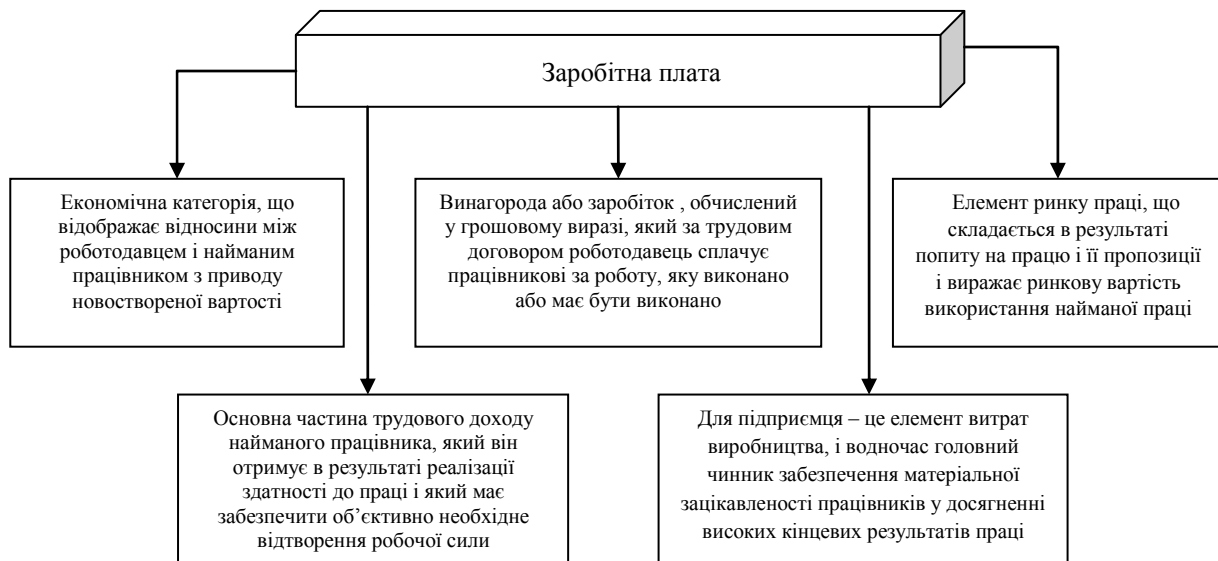 Заробітна плата
Економічна категорія, що
відображає відносини між
роботодавцем і найманим
працівником з приводу
новоствореної вартості
Винагорода або заробіток , обчислений
у грошовому виразі, який за трудовим
договором роботодавець сплачує
працівникові за роботу, яку виконано
або має бути виконано
Елемент ринку праці, що
складається в результаті
попиту на працю і її пропозиції
і виражає ринкову вартість
використання найманої праці
Основна частина трудового доходу
найманого працівника, який він
отримує в результаті реалізації
здатності до праці і який має
забезпечити об’єктивно необхідне
відтворення робочої сили
Для підприємця – це елемент витрат
виробництва, і водночас головний
чинник забезпечення матеріальної
зацікавленості працівників у досягненні
високих кінцевих результатів праці